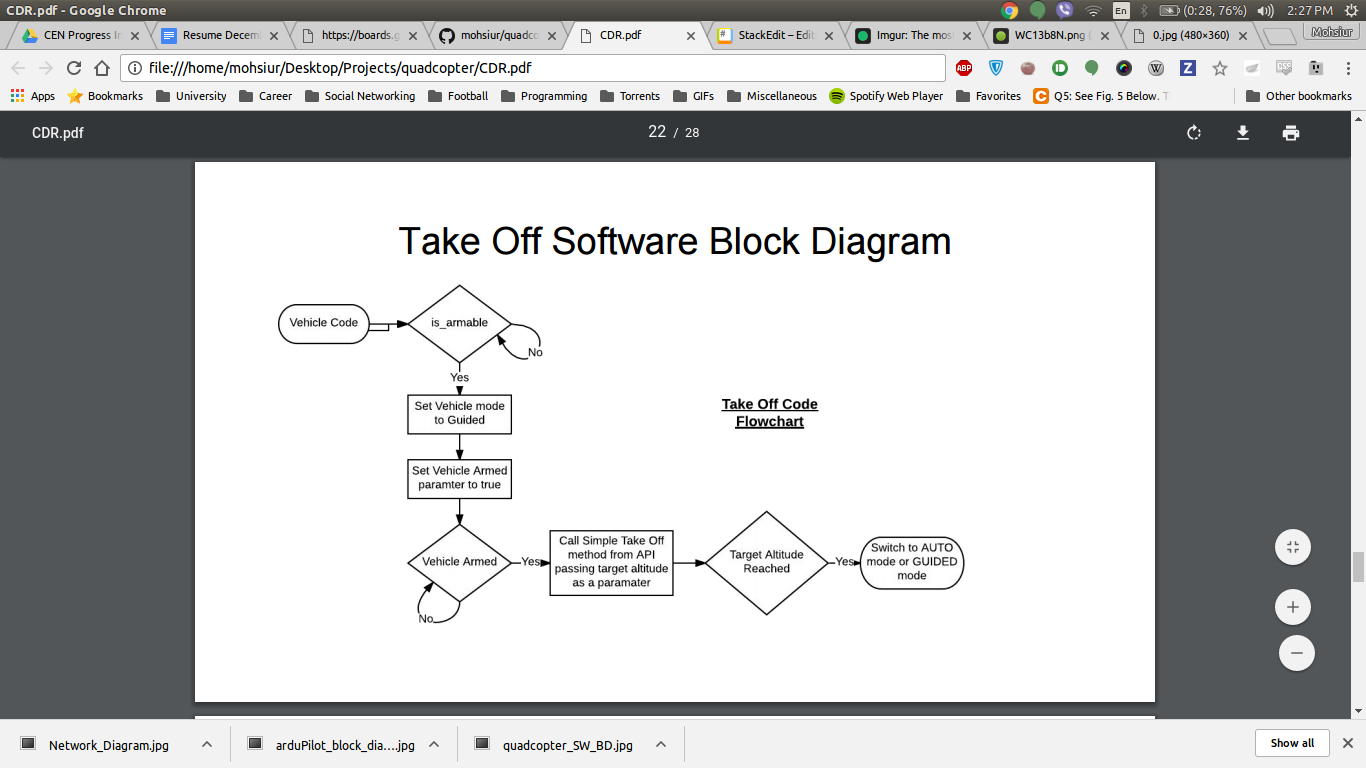 CDR.pdf - Google Chrome
En
(0:28, 76%)
2:27 PM
CEN Progress
Resume Decem
https://boards.g
mohsiur/quadco
CDR.pdf
StackEdit – Edit
Imgur: The mos
WC13b8N.png
0.jpg (480×360)
Mohsiur
file:///home/mohsiur/Desktop/Projects/quadcopter/CDR.pdf
ABP
W
Z
CSS
Apps
Bookmarks
University
Career
Social Networking
Football
Programming
Torrents
GIFs
Miscellaneous
Spotify Web Player
Favorites
Q5: See Fig. 5 Below.
Other bookmarks
CDR.pdf
22 / 28
Take Off Software Block Diagram
Vehicle Code
is_armable
No
Yes
Set Vehicle mode
to Guided
Take Off Code
Flowchart
Set Vehicle Armed
paramter to true
Vehicle Armed
No
Yes
Call Simple Take Off
method from API
passing target altitude
as a paramater
Target Altitude
Reached
Yes
Switch to AUTO
mode or GUIDED
mode
Network_Diagram.jpg
arduPilot_block_dia....jpg
quadcopter_SW_BD.jpg
Show all